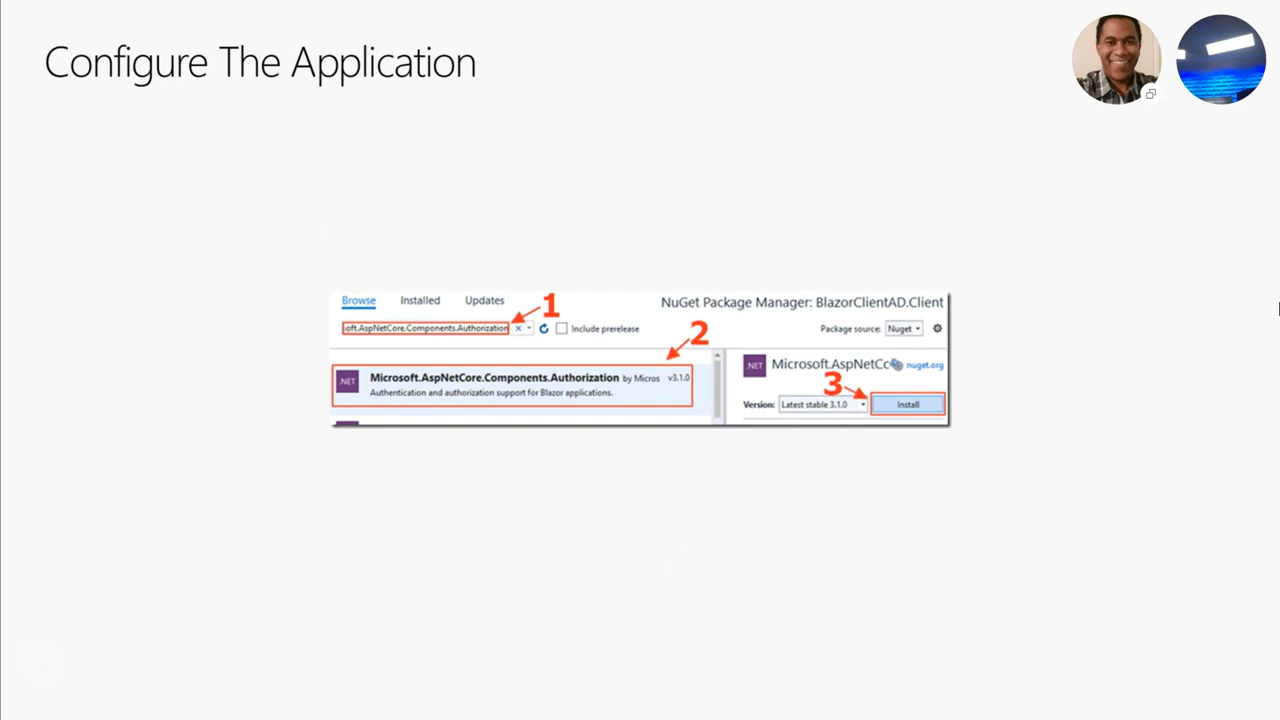 Configure The Application
Browse Installed Updates
1
NuGet Package Manager: BlazorClientAD.Client
soft.AspNetCore.Components.Authorization
Include prerelease
2
Package source: Nuget
.NET
Microsoft.AspNetCore.Components.Authorization by Micros v3.1.0
Authentication and authorization support for Blazor applications.
.NET
Microsoft.AspNetCo
nuget.org
3
Version: Latest stable 3.1.0
Install